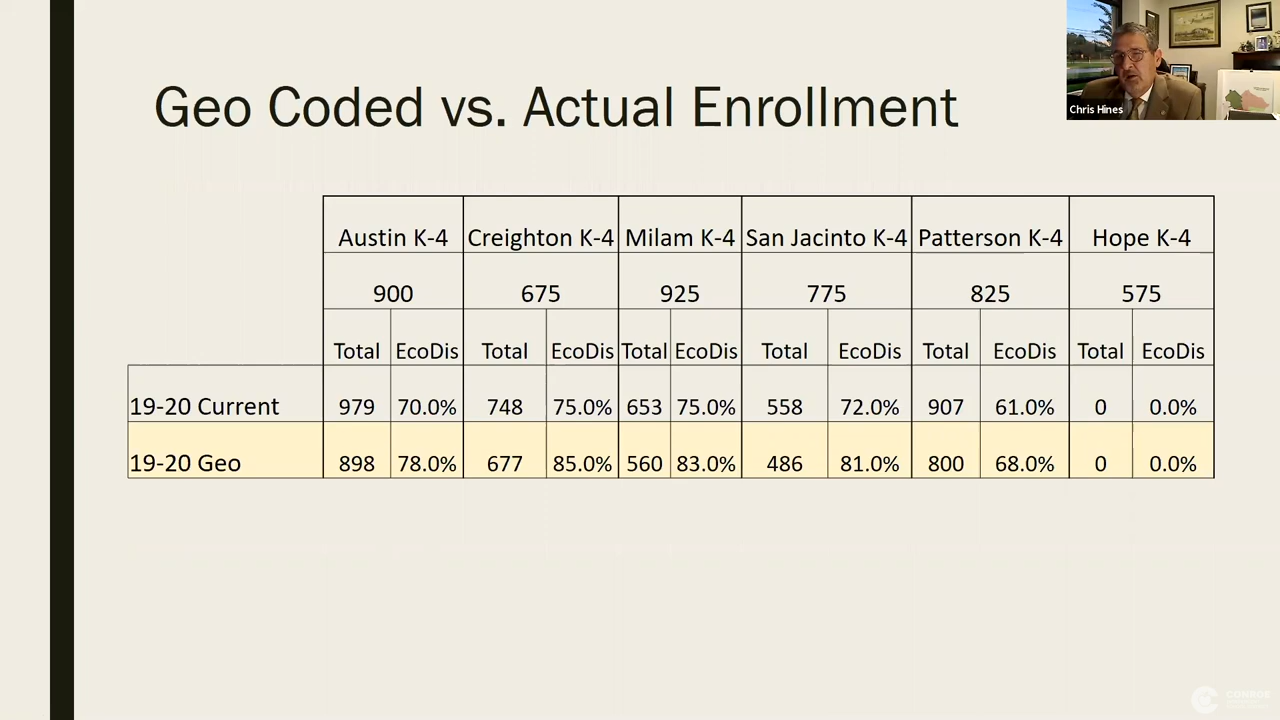 Chris Hines
Geo Coded vs. Actual Enrollment
Austin K-4 Creighton K-4 Milam K-4 San Jacinto K-4 Patterson K-4 Hope K-4
900 675 925 775 825 575
Total EcoDis Total EcoDis Total EcoDis Total EcoDis Total EcoDis Total EcoDis
19-20 Current 979 70.0% 748 75.0% 653 75.0% 558 72.0% 907 61.0% 0 0.0%
19-20 Geo 898 78.0% 677 85.0% 560 83.0% 486 81.0% 800 68.0% 0 0.0%
CONROE